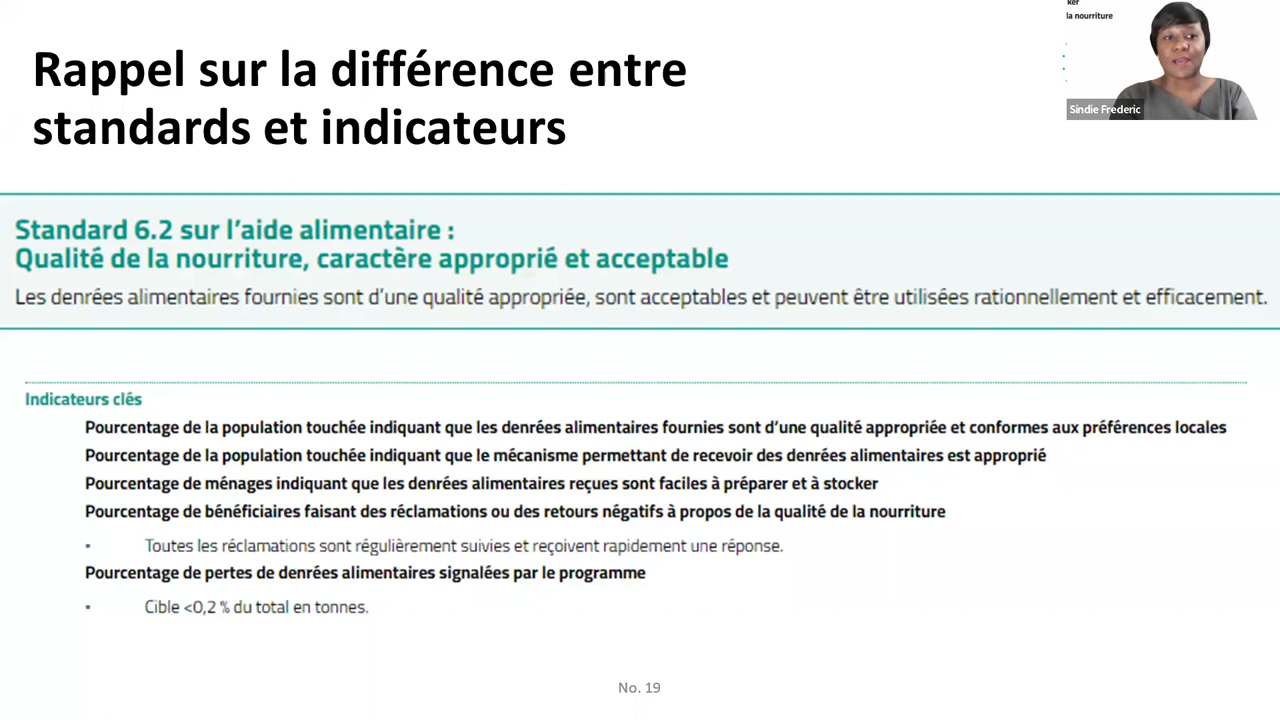 Rappel sur la différence entre
standards et indicateurs
ker
la nourriture
Sindie Frederic
Standard 6.2 sur l’aide alimentaire :
Qualité de la nourriture, caractère approprié et acceptable
Les denrées alimentaires fournies sont d’une qualité appropriée, sont acceptables et peuvent être utilisées rationnellement et efficacement.
Indicateurs clés
Pourcentage de la population touchée indiquant que les denrées alimentaires fournies sont d’une qualité appropriée et conformes aux préférences locales
Pourcentage de la population touchée indiquant que le mécanisme permettant de recevoir des denrées alimentaires est approprié
Pourcentage de ménages indiquant que les denrées alimentaires reçues sont faciles à préparer et à stocker
Pourcentage de bénéficiaires faisant des réclamations ou des retours négatifs à propos de la qualité de la nourriture
▪ Toutes les réclamations sont régulièrement suivies et reçoivent rapidement une réponse.
Pourcentage de pertes de denrées alimentaires signalées par le programme
▪ Cible <0,2 % du total en tonnes.
No. 19